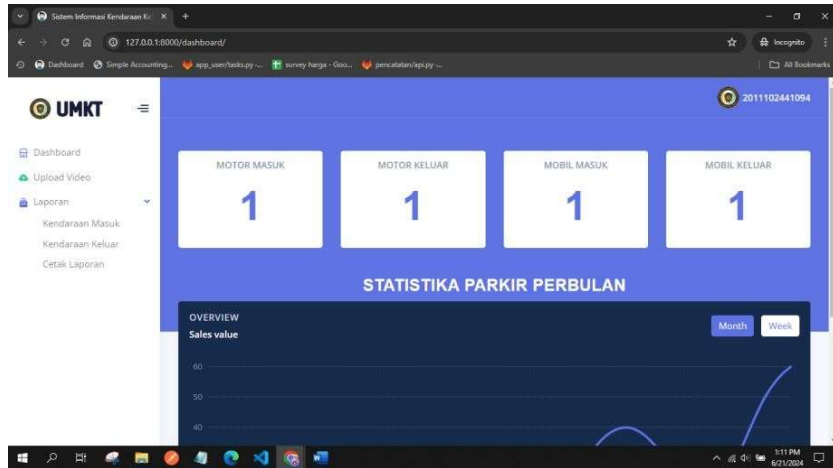 Sistem Informasi Kendaraan Ke
127.0.0.1:8000/dashboard/
Incognito
Dashboard
Simple Accounting...
app_user/tasks.py -...
survey harga - Goo...
pencatatan/api.py -...
All Bookmarks
UMKT
2011102441094
Dashboard
Upload Video
Laporan
Kendaraan Masuk
Kendaraan Keluar
Cetak Laporan
MOTOR MASUK
1
MOTOR KELUAR
1
MOBIL MASUK
1
MOBIL KELUAR
1
STATISTIKA PARKIR PERBULAN
OVERVIEW
Sales value
Month
Week
60
50
40
1:11 PM
6/21/2024